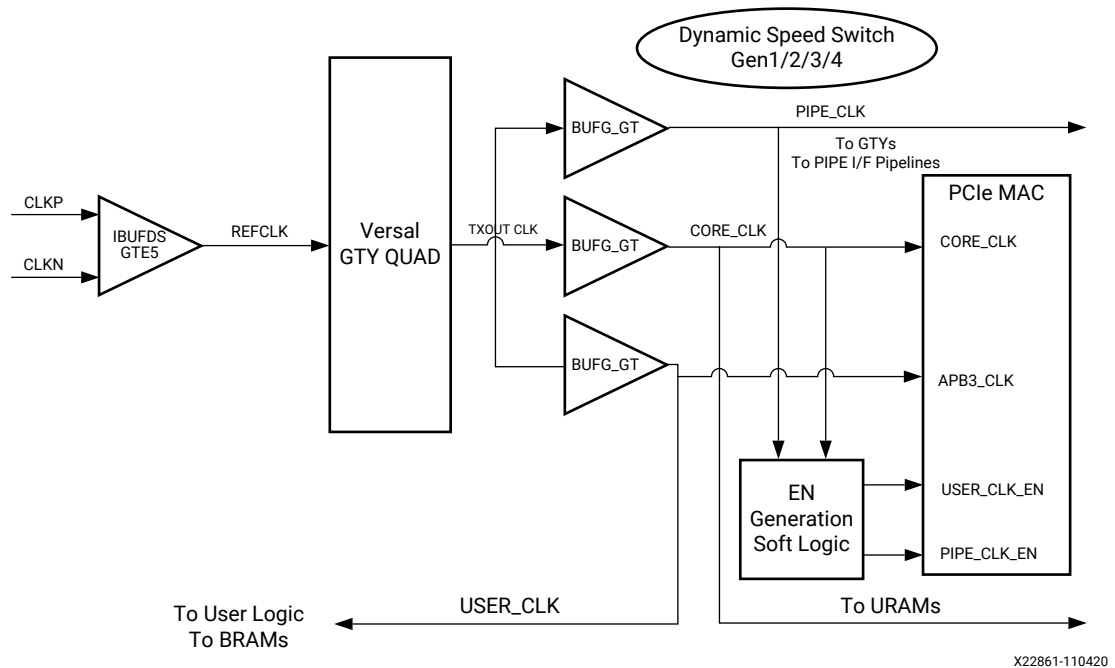 Dynamic Speed Switch
Gen1/2/3/4
BUFG_GT
PIPE_CLK
To GTYs
To PIPE I/F Pipelines
CLKP
CLKN
IBUFDS
GTE5
REFCLK
Versal
GTY QUAD
TXOUT CLK
BUFG_GT
CORE_CLK
PCIe MAC
CORE_CLK
BUFG_GT
APB3_CLK
EN
Generation
Soft Logic
USER_CLK_EN
PIPE_CLK_EN
To User Logic
To BRAMs
USER_CLK
To URAMs
X22861-110420